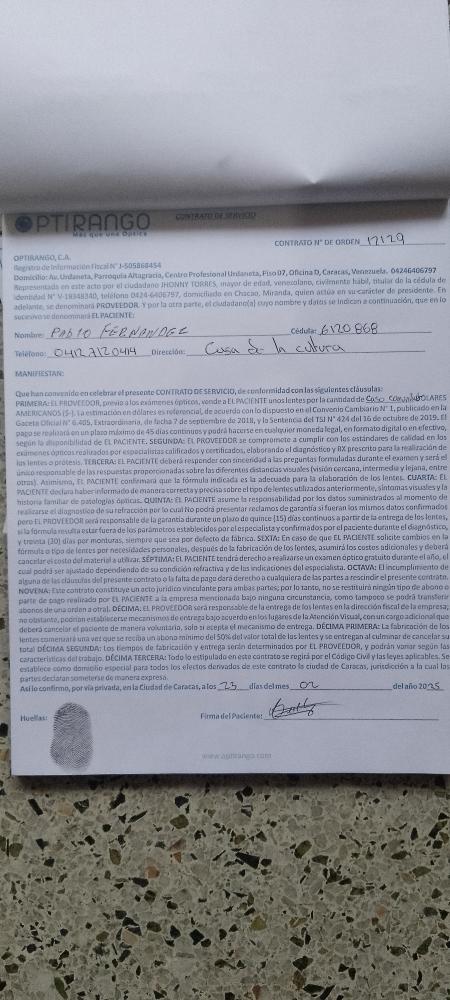 OPTIRANGO
Más que una Óptica
CONTRATO DE SERVICIO
CONTRATO N° DE ORDEN 17129
OPTIRANGO, C.A.
Registro de Información Fiscal N° J-505868454
Domicilio: Av. Urdaneta, Parroquia Altagracia, Centro Profesional Urdaneta, Piso 07, Oficina D, Caracas, Venezuela. 04246406797
Representada en este acto por el ciudadano JHONNY TORRES, mayor de edad, venezolano, civilmente hábil, titular de la cédula de
identidad N° V-18348340, teléfono 0424-6406797, domiciliado en Chacao, Miranda, quien actúa en su carácter de presidente. En
adelante, se denominará PROVEEDOR. Y por la otra parte, el ciudadano(a) cuyo nombre y datos se indican a continuación, que en lo
sucesivo se denominará EL PACIENTE:
Nombre: PABLO FERNANDEZ Cédula: 6120868
Teléfono: 04127120414 Dirección: Casa de la cultura
MANIFIESTAN:
Que han convenido en celebrar el presente CONTRATO DE SERVICIO, de conformidad con las siguientes cláusulas:
PRIMERA: EL PROVEEDOR, previo a los exámenes ópticos, vende a EL PACIENTE unos lentes por la cantidad de DÓLARES
AMERICANOS ($-). La estimación en dólares es referencial, de acuerdo con lo dispuesto en el Convenio Cambiario N° 1, publicado en la
Gaceta Oficial N° 6.405, Extraordinaria, de fecha 7 de septiembre de 2018, y la Sentencia del TSJ N° 424 del 16 de octubre de 2019. El
pago se realizará en un plazo máximo de 45 días continuos y podrá hacerse en cualquier moneda legal, en formato digital o en efectivo,
según la disponibilidad de EL PACIENTE. SEGUNDA: EL PROVEEDOR se compromete a cumplir con los estándares de calidad en los
exámenes ópticos realizados por especialistas calificados y certificados, elaborando el diagnóstico y RX prescrito para la realización de
los lentes o prótesis. TERCERA: EL PACIENTE deberá responder con sinceridad a las preguntas formuladas durante el examen y será el
único responsable de las respuestas proporcionadas sobre las diferentes distancias visuales (visión cercana, intermedia y lejana, entre
otras). Asimismo, EL PACIENTE confirmará que la fórmula indicada es adecuada para la elaboración de los lentes. CUARTA: EL
PACIENTE declara haber informado de manera correcta y precisa sobre el tipo de lentes utilizados anteriormente, síntomas visuales y la
historia familiar de patologías ópticas. QUINTA: EL PACIENTE asume la responsabilidad por los datos suministrados al momento de
realizarse el diagnostico de su refracción por lo cual No podrá presentar reclamos de garantía si fueran los mismos datos confirmados
pero EL PROVEEDOR será responsable de la garantía durante un plazo de quince (15) días continuos a partir de la entrega de los lentes,
si la fórmula resulta estar fuera de los parámetros establecidos por el especialista y confirmados por el paciente durante el diagnóstico,
y treinta (30) días por monturas, siempre que sea por defecto de fábrica. SEXTA: En caso de que EL PACIENTE solicite cambios en la
fórmula o tipo de lentes por necesidades personales, después de la fabricación de los lentes, asumirá los costos adicionales y deberá
cancelar el costo del material a utilizar. SÉPTIMA: EL PACIENTE tendrá derecho a realizarse un examen óptico gratuito durante el año, el
cual podrá ser ajustado dependiendo de su condición refractiva y de las indicaciones del especialista. OCTAVA: El incumplimiento de
alguna de las cláusulas del presente contrato o la falta de pago dará derecho a cualquiera de las partes a rescindir el presente contrato.
NOVENA: Este contrato constituye un acto jurídico vinculante para ambas partes; por lo tanto, no se restituirá ningún tipo de abono o
parte de pago realizado por EL PACIENTE a la empresa mencionada bajo ninguna circunstancia, como tampoco se podrá transferir
abonos de una orden a otra). DÉCIMA: EL PROVEEDOR será responsable de la entrega de los lentes en la dirección fiscal de la empresa;
no obstante, podrán establecerse mecanismos de entrega bajo acuerdo en los lugares de la Atención Visual, con un cargo adicional que
deberá cancelar el paciente de manera voluntaria, solo si acepta el mecanismo de entrega. DÉCIMA PRIMERA: La fabricación de los
lentes comenzará una vez que se reciba un abono mínimo del 50% del valor total de los lentes y se entregan al culminar de cancelar su
total DÉCIMA SEGUNDA: Los tiempos de fabricación y entrega serán determinados por EL PROVEEDOR, y podrán variar según las
características del trabajo. DÉCIMA TERCERA: Todo lo estipulado en este contrato se regirá por el Código Civil y las leyes aplicables. Se
establece como domicilio especial para todos los efectos derivados de este contrato la ciudad de Caracas, jurisdicción a la cual las
partes declaran someterse de manera expresa.
Así lo confirmo, por vía privada, en la Ciudad de Caracas, a los 25 días del mes 02 del año 2025
Huellas: Firma del Paciente:
www.optirango.com